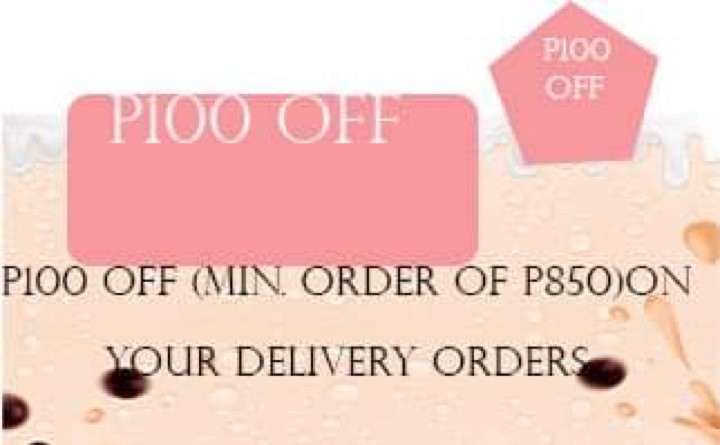 P100
OFF
P100 OFF
P100 OFF (MIN. ORDER OF P850)ON
YOUR DELIVERY ORDERS